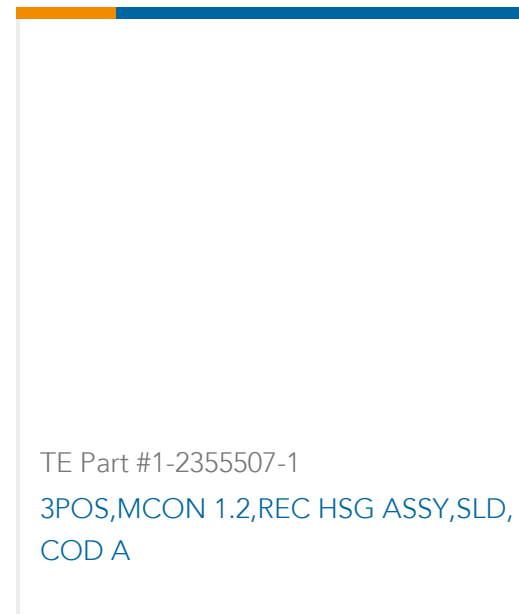 TE Part #1-2355507-1
3POS,MCON 1.2,REC HSG ASSY,SLD,
COD A